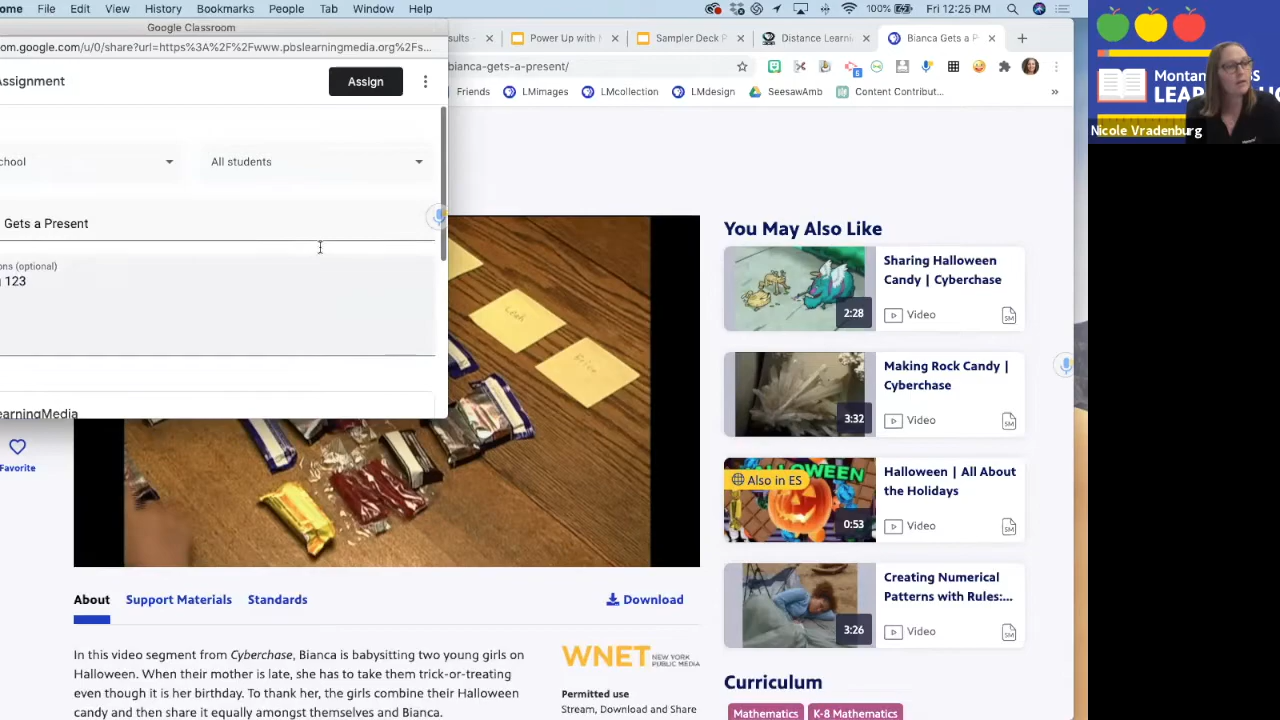 ome Edit View History Bookmarks People Tab Window Help
100% Fri 12:25 PM
Google Classroom
om.google.com/u/0/share?url=https%3A%2F%2Fwww.pbslearningmedia.org%2Fs...
Assignment
Assign
chool
All students
Gets a Present
ons (optional)
123
earningMedia
Favorite
sults -
Power Up with
Sampler Deck P
Distance Learni
Bianca Gets a P
bianca-gets-a-present/
Friends LMimages LMcollection LMdesign SeesawAmb Content Contribut... »
6
You May Also Like
Sharing Halloween
Candy | Cyberchase
2:28
Video
SM
Making Rock Candy |
Cyberchase
3:32
Video
SM
Also in ES
HALLOWEEN
Halloween | All About
the Holidays
0:53
Video
SM
Creating Numerical
Patterns with Rules:...
3:26
Video
SM
About Support Materials Standards Download
In this video segment from Cyberchase, Bianca is babysitting two young girls on
Halloween. When their mother is late, she has to take them trick-or-treating
even though it is her birthday. To thank her, the girls combine their Halloween
candy and then share it equally amongst themselves and Bianca.
WNET NEW YORK
PUBLIC MEDIA
Permitted use
Stream, Download and Share
Curriculum
Mathematics K-8 Mathematics
Nicole Vradenburg